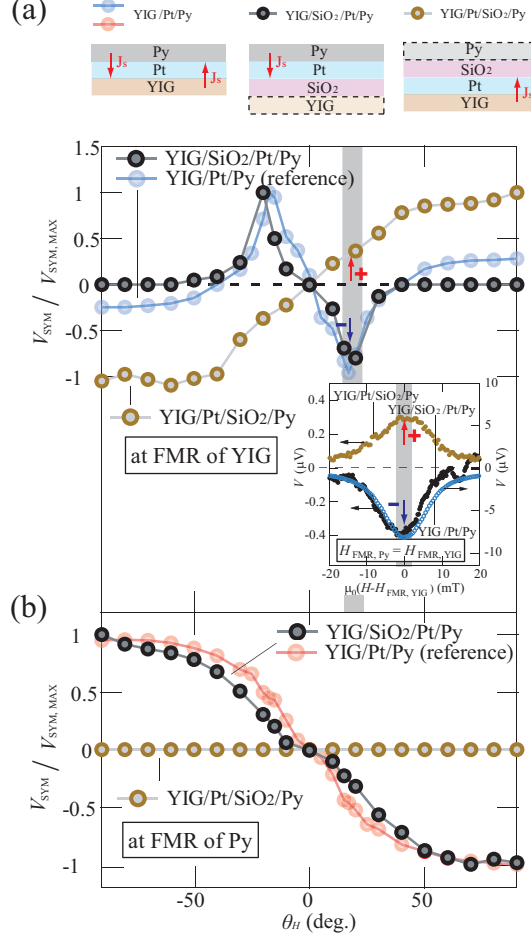 (a)
YIG/Pt/Py
YIG/SiO2/Pt/Py
YIG/Pt/SiO2/Py
Py
Pt
YIG
Js
Js
Py
Pt
SiO2
YIG
Js
Py
SiO2
Pt
YIG
Js
VSYM / VSYM, MAX
1.5
1
0.5
0
-0.5
-1
YIG/SiO2/Pt/Py
YIG/Pt/Py (reference)
+
−
YIG/Pt/SiO2/Py
at FMR of YIG
V (μV)
0.4
0.2
0
-0.2
-0.4
10
5
0
-5
-10
V (μV)
YIG/Pt/SiO2/Py
YIG/SiO2/Pt/Py
+
−
YIG/Pt/Py
HFMR, Py = HFMR, YIG
-20 -10 0 10 20
μ0(H-HFMR, YIG) (mT)
(b)
VSYM / VSYM, MAX
1
0.5
0
-0.5
-1
YIG/SiO2/Pt/Py
YIG/Pt/Py (reference)
YIG/Pt/SiO2/Py
at FMR of Py
-50 0 50
θH (deg.)